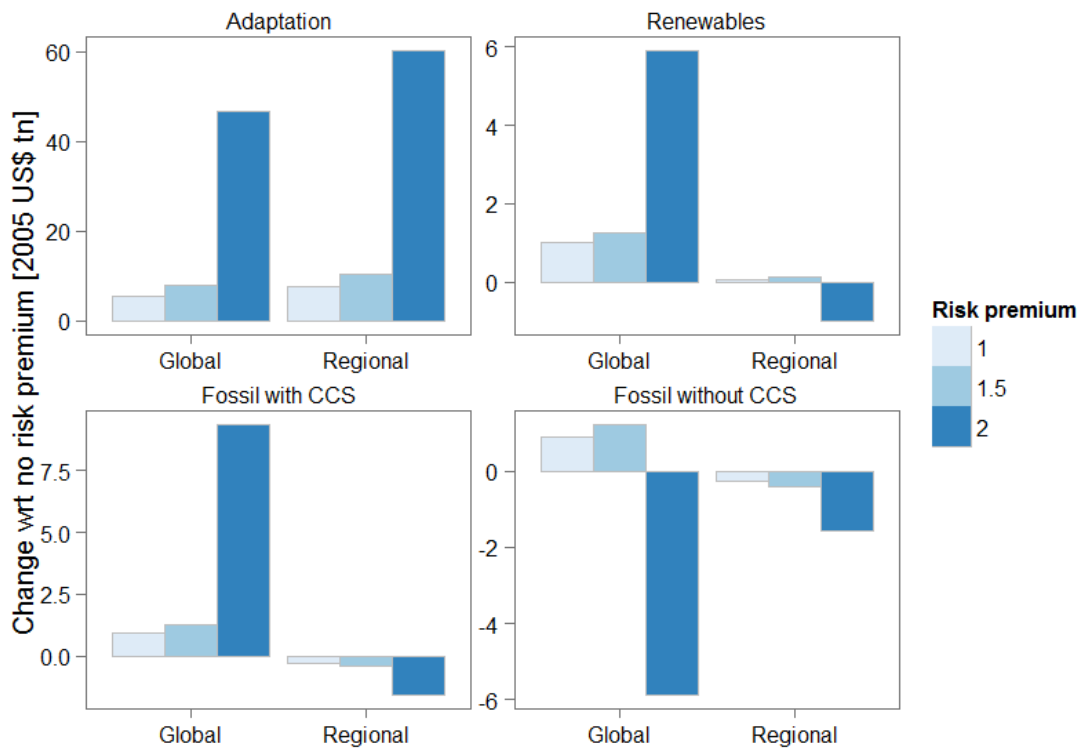 Adaptation
Renewables
Change wrt no risk premium [2005 US$ tn]
60
40
20
0
6
4
2
0
Global
Regional
Global
Regional
Risk premium
1
1.5
2
Fossil with CCS
Fossil without CCS
7.5
5.0
2.5
0.0
0
-2
-4
-6
Global
Regional
Global
Regional